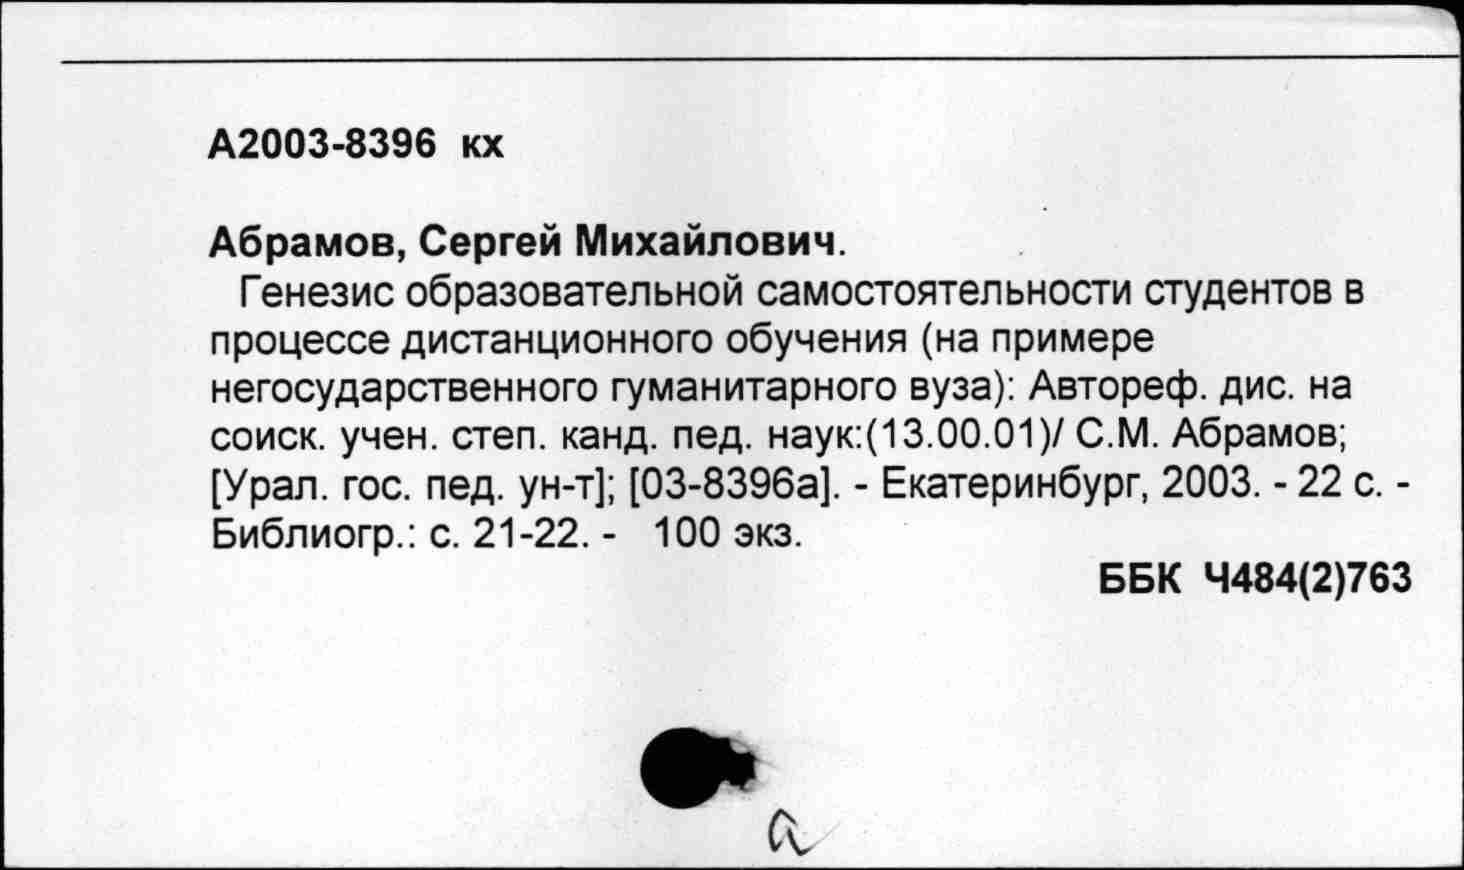 А2003-8396 кх
Абрамов, Сергей Михайлович.
Генезис образовательной самостоятельности студентов в
процессе дистанционного обучения (на примере
негосударственного гуманитарного вуза): Автореф. дис. на
соиск. учен. степ. канд. пед. наук:(13.00.01)/ С.М. Абрамов;
[Урал. гос. пед. ун-т]; [03-8396а]. - Екатеринбург, 2003. - 22 с. -
Библиогр.: с. 21-22. - 100 экз.
ББК Ч484(2)763
а